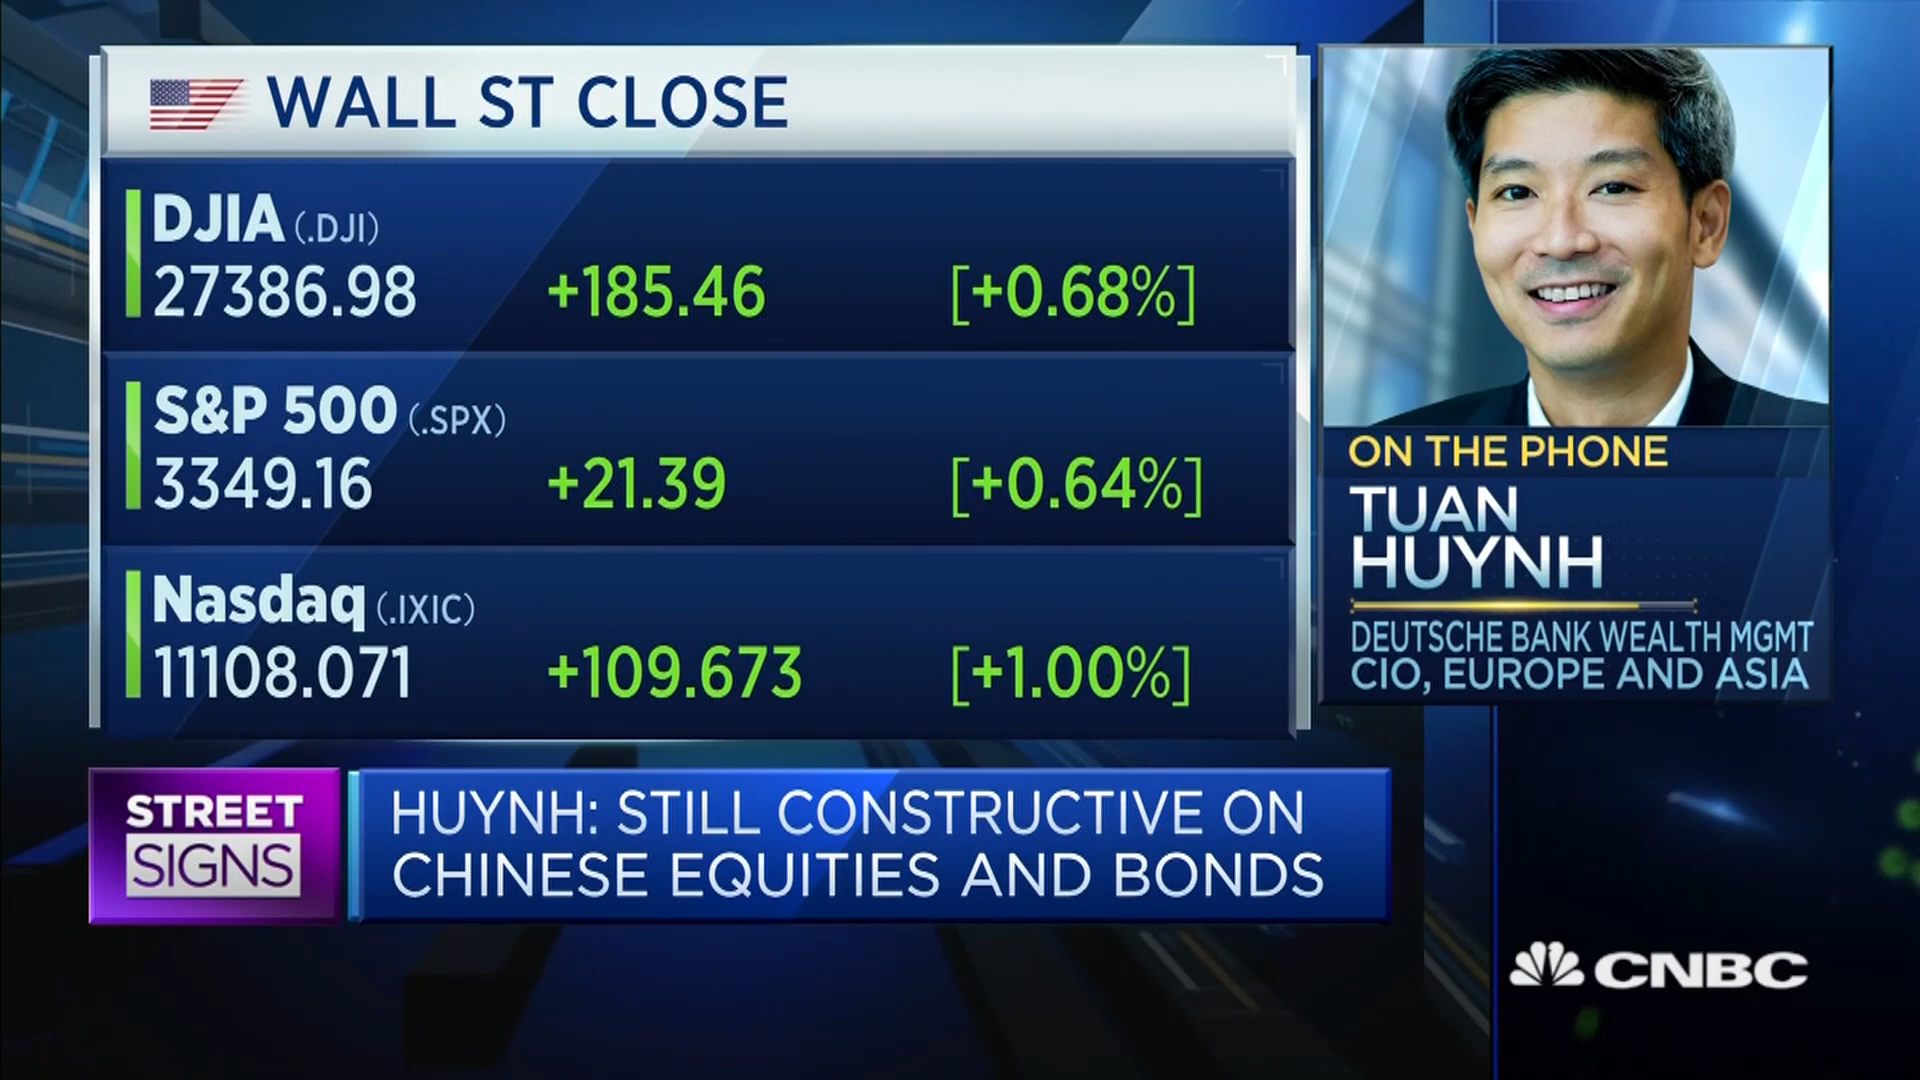 WALL ST CLOSE
DJIA (.DJI)
27386.98 +185.46 [+0.68%]
S&P 500 (.SPX)
3349.16 +21.39 [+0.64%]
Nasdaq (.IXIC)
11108.071 +109.673 [+1.00%]
ON THE PHONE
TUAN
HUYNH
DEUTSCHE BANK WEALTH MGMT
CIO, EUROPE AND ASIA
STREET
SIGNS
HUYNH: STILL CONSTRUCTIVE ON
CHINESE EQUITIES AND BONDS
CNBC